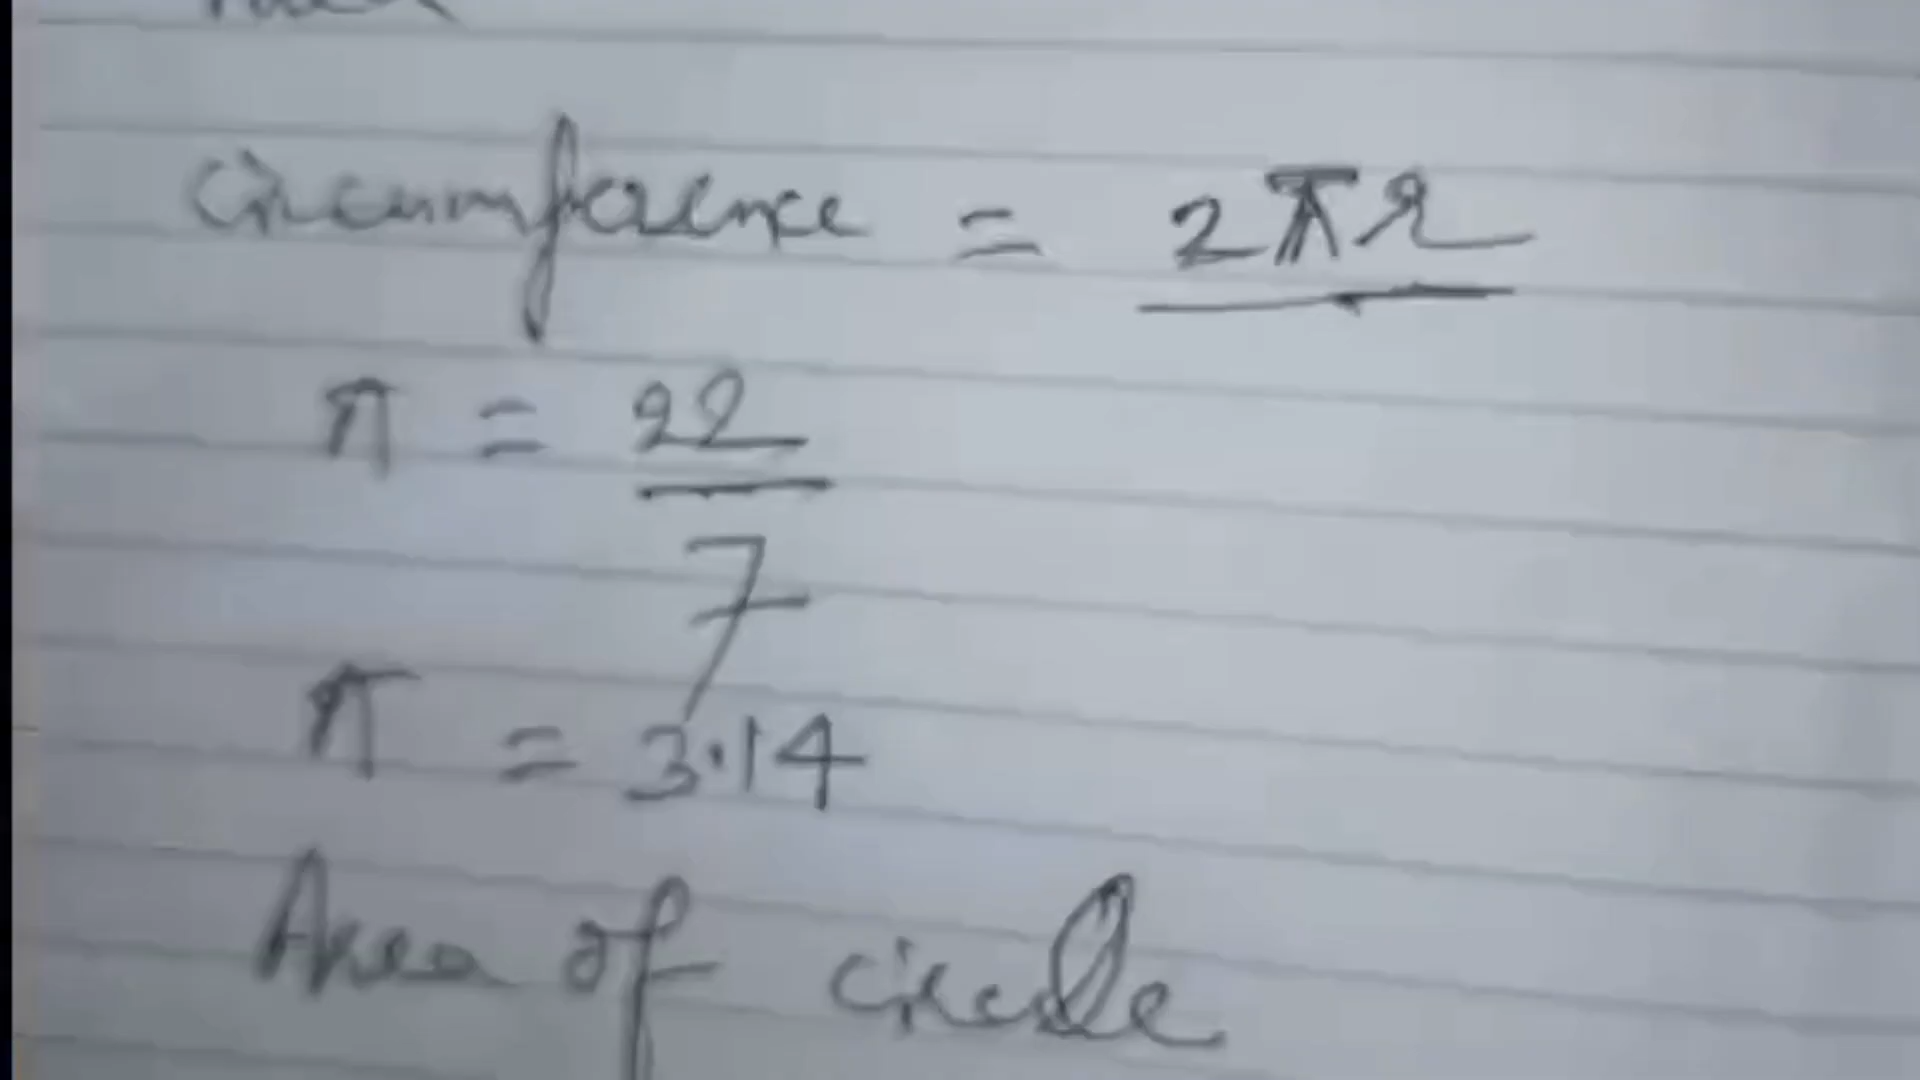 Circumference = 2πr
π = 22
7
π = 3.14
Area of circle